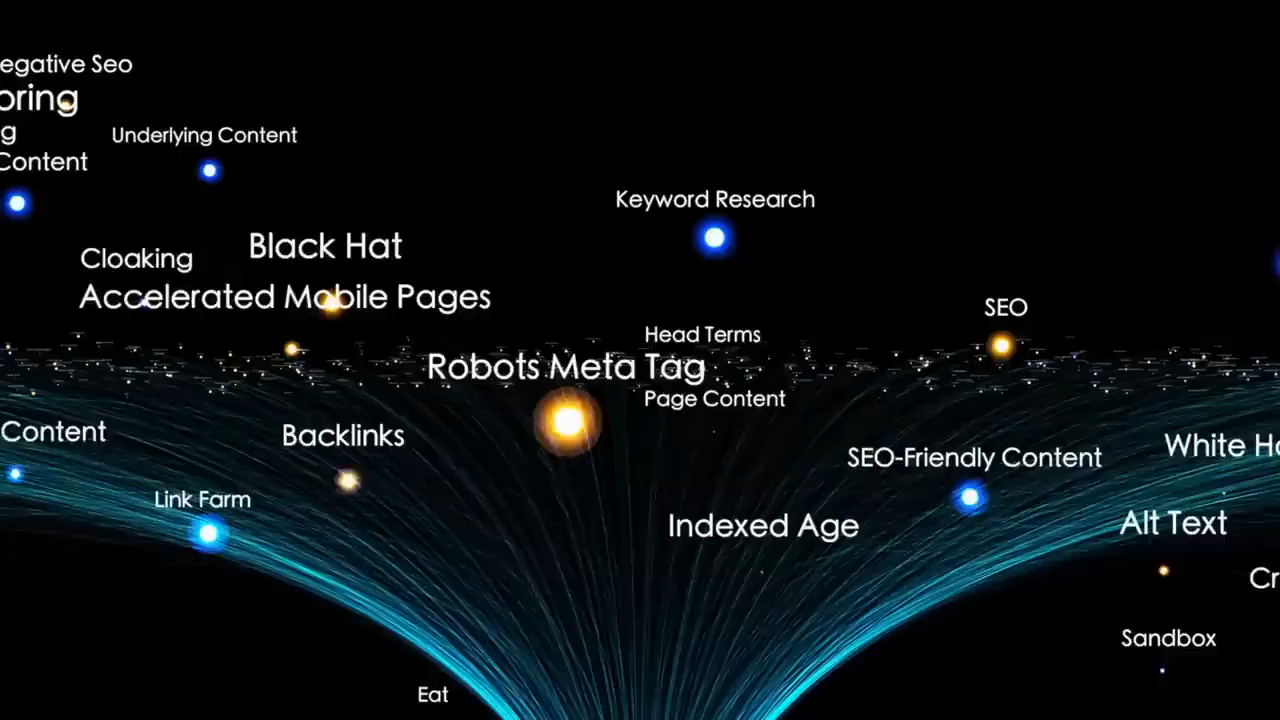 egative Seo
oring
g
Underlying Content
Content
Keyword Research
Black Hat
Cloaking
Accelerated Mobile Pages
SEO
Head Terms
Robots Meta Tag
Page Content
Content
Backlinks
White Ha
SEO-Friendly Content
Link Farm
Indexed Age
Alt Text
Cr
Sandbox
Eat